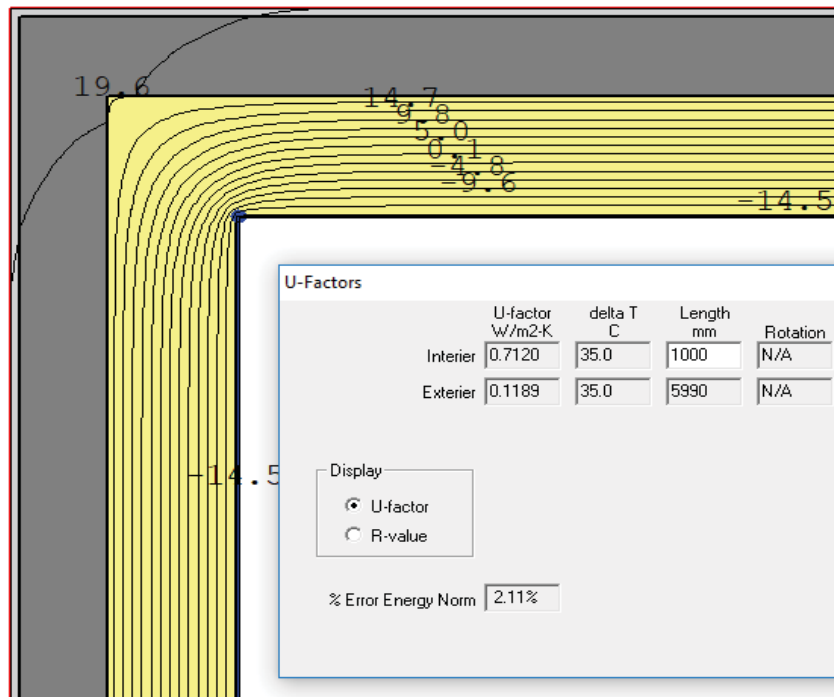 19.6
14.7
9.8
5.0
0.1
-4.8
-9.6
-14.5
-14.5
U-Factors
U-factor delta T Length
W/m2-K C mm Rotation
Interier 0.7120 35.0 1000 N/A
Exterier 0.1189 35.0 5990 N/A
Display
U-factor
R-value
% Error Energy Norm 2.11%